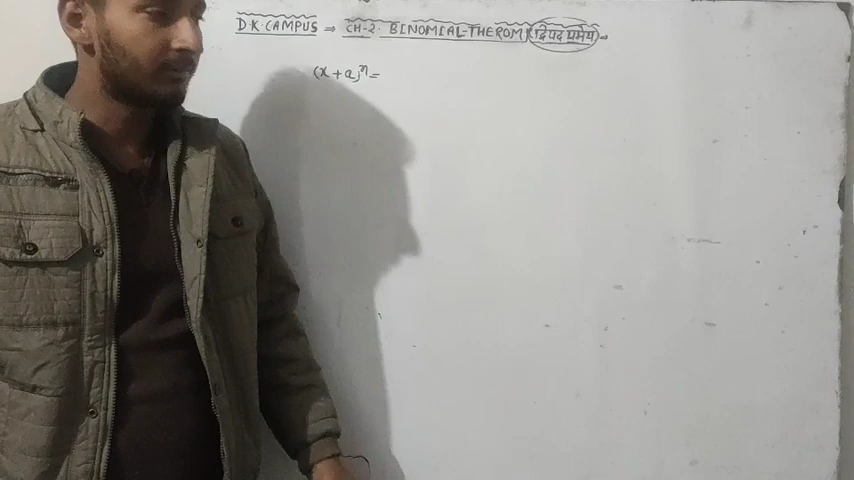 D.K.CAMPUS ⇒ CH-2. BINOMIAL-THEROM (द्विपद प्रमेय)→
(x+a)ⁿ =